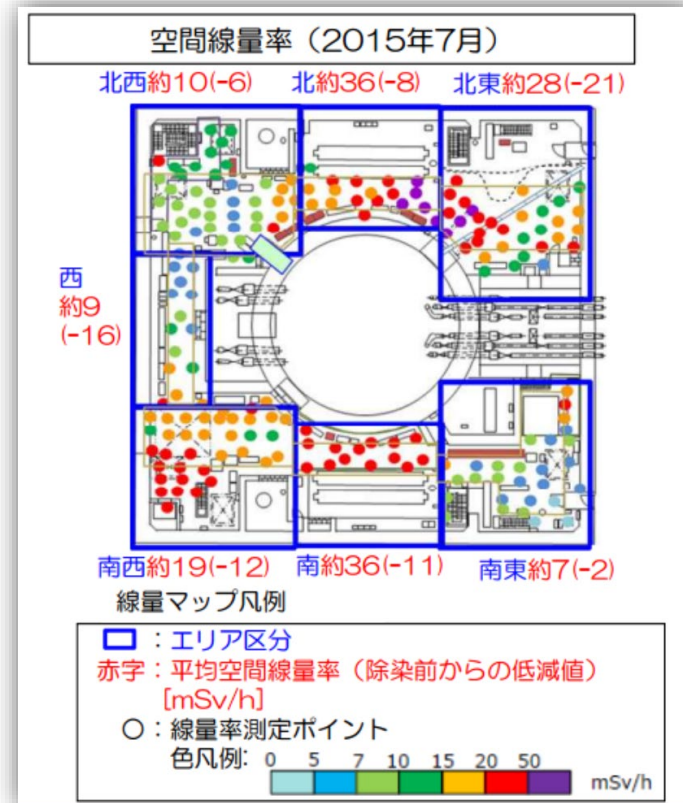 空間線量率（2015年7月）
北西約10(-6)
北約36(-8)
北東約28(-21)
西
約9
(-16)
南西約19(-12)
南約36(-11)
南東約7(-2)
線量マップ凡例
：エリア区分
赤字：平均空間線量率（除染前からの低減値）
[mSv/h]
○：線量率測定ポイント
色凡例: 0 5 7 10 15 20 50
mSv/h